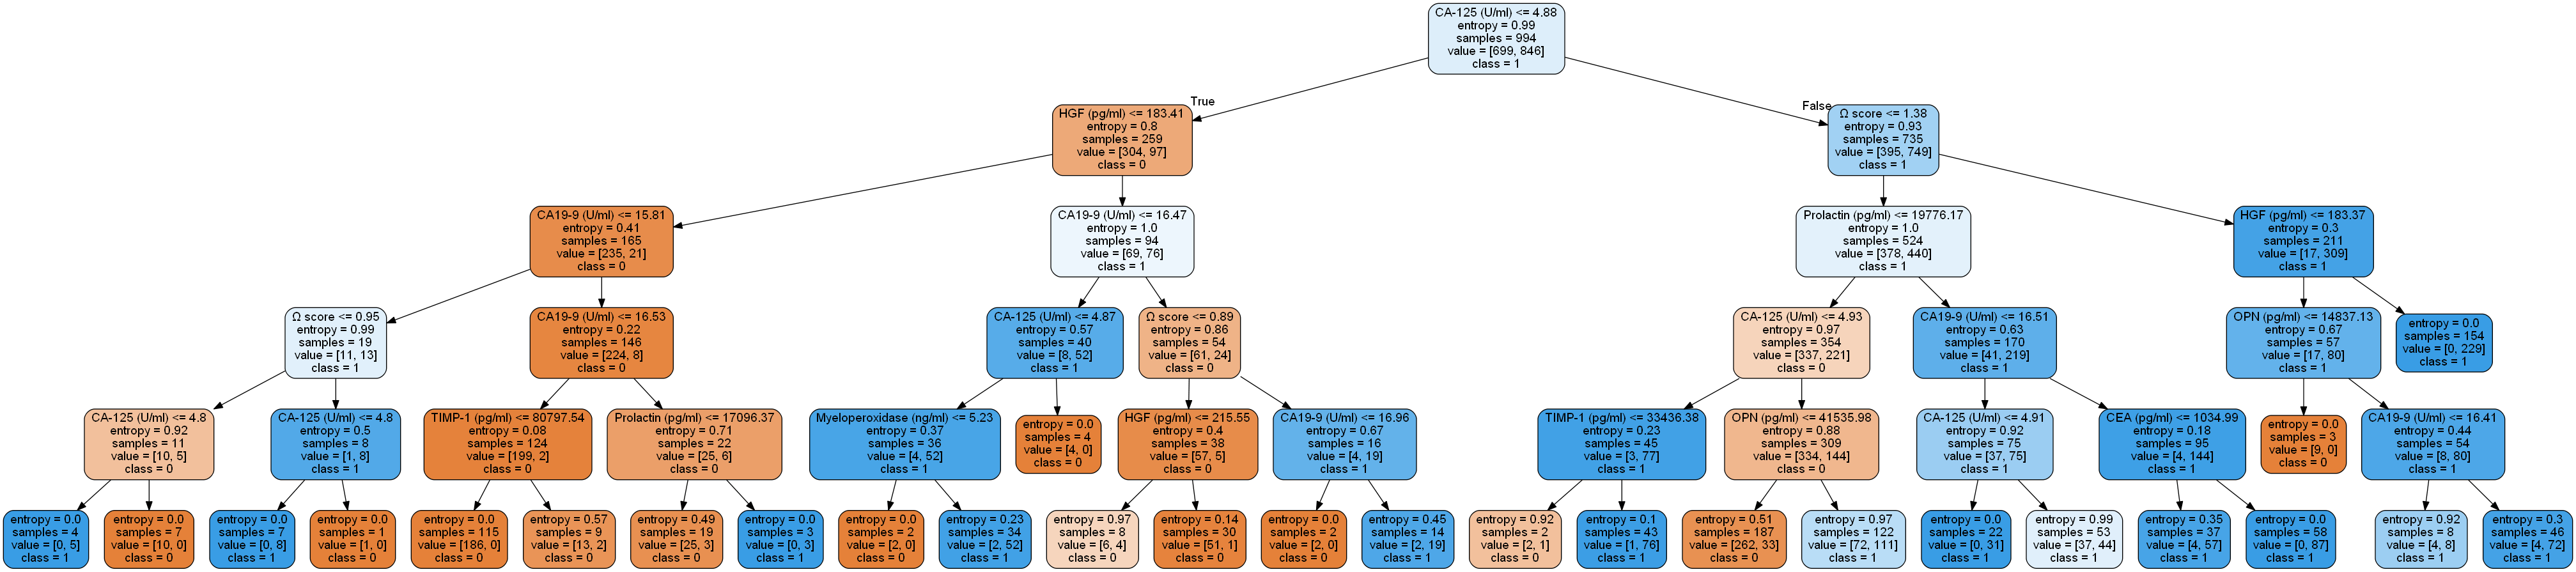 CA-125 (U/ml) <= 4.88
entropy = 0.99
samples = 994
value = [699, 846]
class = 1
True
False
HGF (pg/ml) <= 183.41
entropy = 0.8
samples = 259
value = [304, 97]
class = 0
Ω score <= 1.38
entropy = 0.93
samples = 735
value = [395, 749]
class = 1
CA19-9 (U/ml) <= 15.81
entropy = 0.41
samples = 165
value = [235, 21]
class = 0
CA19-9 (U/ml) <= 16.47
entropy = 1.0
samples = 94
value = [69, 76]
class = 1
Prolactin (pg/ml) <= 19776.17
entropy = 1.0
samples = 524
value = [378, 440]
class = 1
HGF (pg/ml) <= 183.37
entropy = 0.3
samples = 211
value = [17, 309]
class = 1
Ω score <= 0.95
entropy = 0.99
samples = 19
value = [11, 13]
class = 1
CA19-9 (U/ml) <= 16.53
entropy = 0.22
samples = 146
value = [224, 8]
class = 0
CA-125 (U/ml) <= 4.87
entropy = 0.57
samples = 40
value = [8, 52]
class = 1
Ω score <= 0.89
entropy = 0.86
samples = 54
value = [61, 24]
class = 0
CA-125 (U/ml) <= 4.93
entropy = 0.97
samples = 354
value = [337, 221]
class = 0
CA19-9 (U/ml) <= 16.51
entropy = 0.63
samples = 170
value = [41, 219]
class = 1
OPN (pg/ml) <= 14837.13
entropy = 0.67
samples = 57
value = [17, 80]
class = 1
entropy = 0.0
samples = 154
value = [0, 229]
class = 1
CA-125 (U/ml) <= 4.8
entropy = 0.92
samples = 11
value = [10, 5]
class = 0
CA-125 (U/ml) <= 4.8
entropy = 0.5
samples = 8
value = [1, 8]
class = 1
TIMP-1 (pg/ml) <= 80797.54
entropy = 0.08
samples = 124
value = [199, 2]
class = 0
Prolactin (pg/ml) <= 17096.37
entropy = 0.71
samples = 22
value = [25, 6]
class = 0
Myeloperoxidase (ng/ml) <= 5.23
entropy = 0.37
samples = 36
value = [4, 52]
class = 1
entropy = 0.0
samples = 4
value = [4, 0]
class = 0
HGF (pg/ml) <= 215.55
entropy = 0.4
samples = 38
value = [57, 5]
class = 0
CA19-9 (U/ml) <= 16.96
entropy = 0.67
samples = 16
value = [4, 19]
class = 1
TIMP-1 (pg/ml) <= 33436.38
entropy = 0.23
samples = 45
value = [3, 77]
class = 1
OPN (pg/ml) <= 41535.98
entropy = 0.88
samples = 309
value = [334, 144]
class = 0
CA-125 (U/ml) <= 4.91
entropy = 0.92
samples = 75
value = [37, 75]
class = 1
CEA (pg/ml) <= 1034.99
entropy = 0.18
samples = 95
value = [4, 144]
class = 1
entropy = 0.0
samples = 3
value = [9, 0]
class = 0
CA19-9 (U/ml) <= 16.41
entropy = 0.44
samples = 54
value = [8, 80]
class = 1
entropy = 0.0
samples = 4
value = [0, 5]
class = 1
entropy = 0.0
samples = 7
value = [10, 0]
class = 0
entropy = 0.0
samples = 7
value = [0, 8]
class = 1
entropy = 0.0
samples = 1
value = [1, 0]
class = 0
entropy = 0.0
samples = 115
value = [186, 0]
class = 0
entropy = 0.57
samples = 9
value = [13, 2]
class = 0
entropy = 0.49
samples = 19
value = [25, 3]
class = 0
entropy = 0.0
samples = 3
value = [0, 3]
class = 1
entropy = 0.0
samples = 2
value = [2, 0]
class = 0
entropy = 0.23
samples = 34
value = [2, 52]
class = 1
entropy = 0.97
samples = 8
value = [6, 4]
class = 0
entropy = 0.14
samples = 30
value = [51, 1]
class = 0
entropy = 0.0
samples = 2
value = [2, 0]
class = 0
entropy = 0.45
samples = 14
value = [2, 19]
class = 1
entropy = 0.92
samples = 2
value = [2, 1]
class = 0
entropy = 0.1
samples = 43
value = [1, 76]
class = 1
entropy = 0.51
samples = 187
value = [262, 33]
class = 0
entropy = 0.97
samples = 122
value = [72, 111]
class = 1
entropy = 0.0
samples = 22
value = [0, 31]
class = 1
entropy = 0.99
samples = 53
value = [37, 44]
class = 1
entropy = 0.35
samples = 37
value = [4, 57]
class = 1
entropy = 0.0
samples = 58
value = [0, 87]
class = 1
entropy = 0.92
samples = 8
value = [4, 8]
class = 1
entropy = 0.3
samples = 46
value = [4, 72]
class = 1